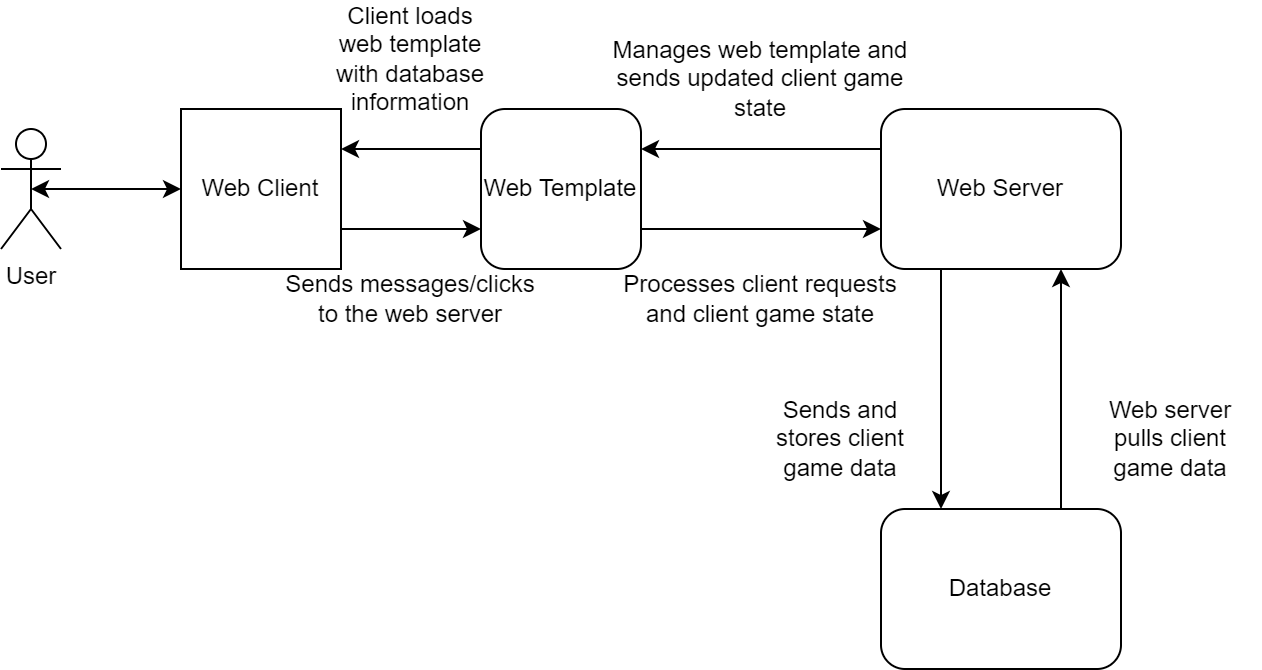 Client loads
web template
with database
information
Manages web template and
sends updated client game
state
User
Web Client
Web Template
Web Server
Sends messages/clicks
to the web server
Processes client requests
and client game state
Sends and
stores client
game data
Web server
pulls client
game data
Database